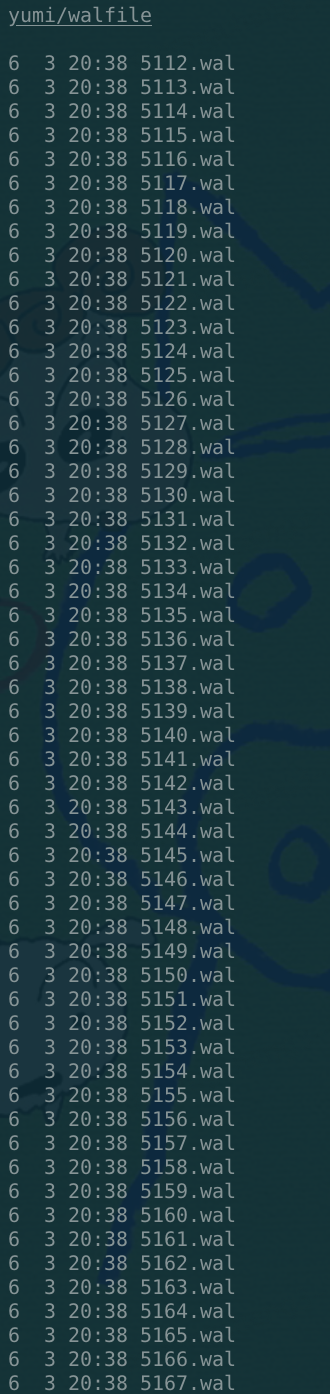 yumi/walfile
6  3 20:38 5112.wal
6  3 20:38 5113.wal
6  3 20:38 5114.wal
6  3 20:38 5115.wal
6  3 20:38 5116.wal
6  3 20:38 5117.wal
6  3 20:38 5118.wal
6  3 20:38 5119.wal
6  3 20:38 5120.wal
6  3 20:38 5121.wal
6  3 20:38 5122.wal
6  3 20:38 5123.wal
6  3 20:38 5124.wal
6  3 20:38 5125.wal
6  3 20:38 5126.wal
6  3 20:38 5127.wal
6  3 20:38 5128.wal
6  3 20:38 5129.wal
6  3 20:38 5130.wal
6  3 20:38 5131.wal
6  3 20:38 5132.wal
6  3 20:38 5133.wal
6  3 20:38 5134.wal
6  3 20:38 5135.wal
6  3 20:38 5136.wal
6  3 20:38 5137.wal
6  3 20:38 5138.wal
6  3 20:38 5139.wal
6  3 20:38 5140.wal
6  3 20:38 5141.wal
6  3 20:38 5142.wal
6  3 20:38 5143.wal
6  3 20:38 5144.wal
6  3 20:38 5145.wal
6  3 20:38 5146.wal
6  3 20:38 5147.wal
6  3 20:38 5148.wal
6  3 20:38 5149.wal
6  3 20:38 5150.wal
6  3 20:38 5151.wal
6  3 20:38 5152.wal
6  3 20:38 5153.wal
6  3 20:38 5154.wal
6  3 20:38 5155.wal
6  3 20:38 5156.wal
6  3 20:38 5157.wal
6  3 20:38 5158.wal
6  3 20:38 5159.wal
6  3 20:38 5160.wal
6  3 20:38 5161.wal
6  3 20:38 5162.wal
6  3 20:38 5163.wal
6  3 20:38 5164.wal
6  3 20:38 5165.wal
6  3 20:38 5166.wal
6  3 20:38 5167.wal